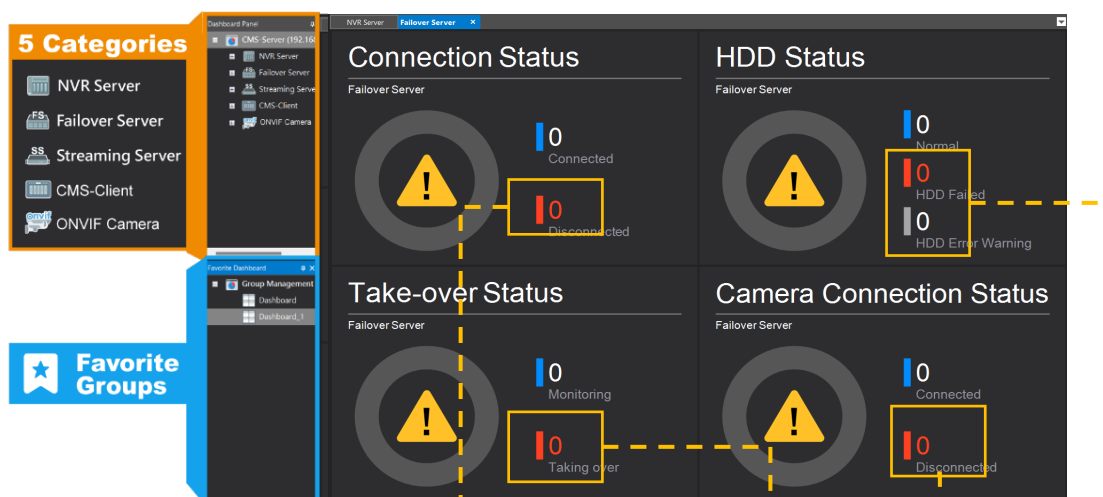 5 Categories
NVR Server
Failover Server
Streaming Server
CMS-Client
ONVIF Camera
Favorite
Groups
Dashboard Panel
CMS-Server (192.168
NVR Server
Failover Server
Streaming Serve
CMS-Client
ONVIF Camera
Favorite Dashboard
Group Management
Dashboard
Dashboard_1
NVR Server
Failover Server
Connection Status
Failover Server
0
Connected
0
Disconnected
HDD Status
Failover Server
0
Normal
0
HDD Failed
0
HDD Error Warning
Take-over Status
Failover Server
0
Monitoring
0
Taking over
Camera Connection Status
Failover Server
0
Connected
0
Disconnected